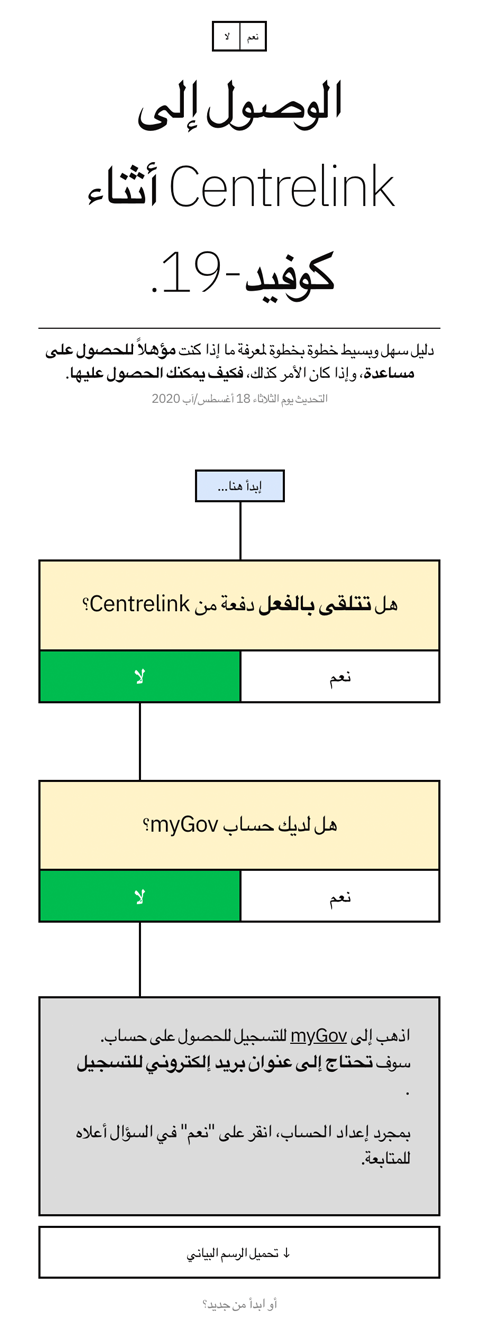 نعم لا
الوصول إلى
Centrelink أثناء
كوفيد-19.
دليل سهل وبسيط خطوة بخطوة لمعرفة ما إذا كنت مؤهلاً للحصول على
مساعدة، وإذا كان الأمر كذلك، فكيف يمكنك الحصول عليها.
التحديث يوم الثلاثاء 18 أغسطس/آب 2020
إبدأ هنا...
هل تتلقى بالفعل دفعة من Centrelink؟
نعم لا
هل لديك حساب myGov؟
نعم لا
اذهب إلى myGov للتسجيل للحصول على حساب.
سوف تحتاج إلى عنوان بريد إلكتروني للتسجيل
.
بمجرد إعداد الحساب، انقر على "نعم" في السؤال أعلاه
للمتابعة.
↓ تحميل الرسم البياني
أو ابدأ من جديد؟